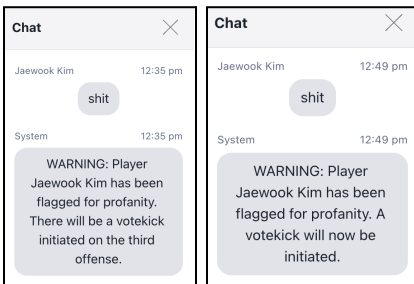 Chat
Jaewook Kim 12:35 pm
shit
System 12:35 pm
WARNING: Player
Jaewook Kim has been
flagged for profanity.
There will be a votekick
initiated on the third
offense.
Chat
Jaewook Kim 12:49 pm
shit
System 12:49 pm
WARNING: Player
Jaewook Kim has been
flagged for profanity. A
votekick will now be
initiated.